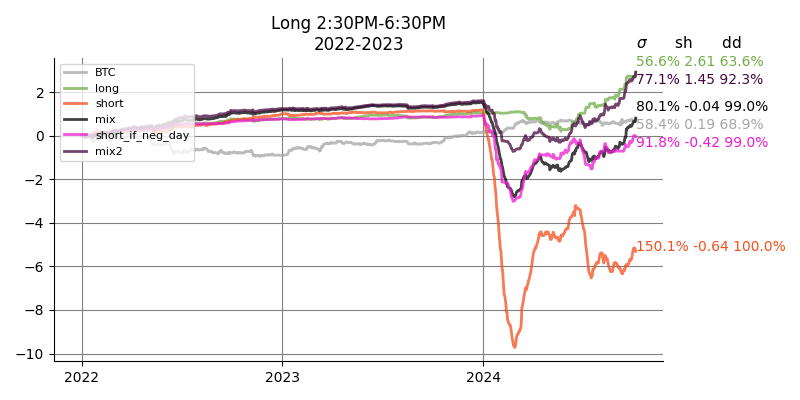 Long 2:30PM-6:30PM
2022-2023
σ sh dd
56.6% 2.61 63.6%
77.1% 1.45 92.3%
80.1% -0.04 99.0%
58.4% 0.19 68.9%
91.8% -0.42 99.0%
150.1% -0.64 100.0%
BTC
long
short
mix
short_if_neg_day
mix2
2
0
−2
−4
−6
−8
−10
2022 2023 2024